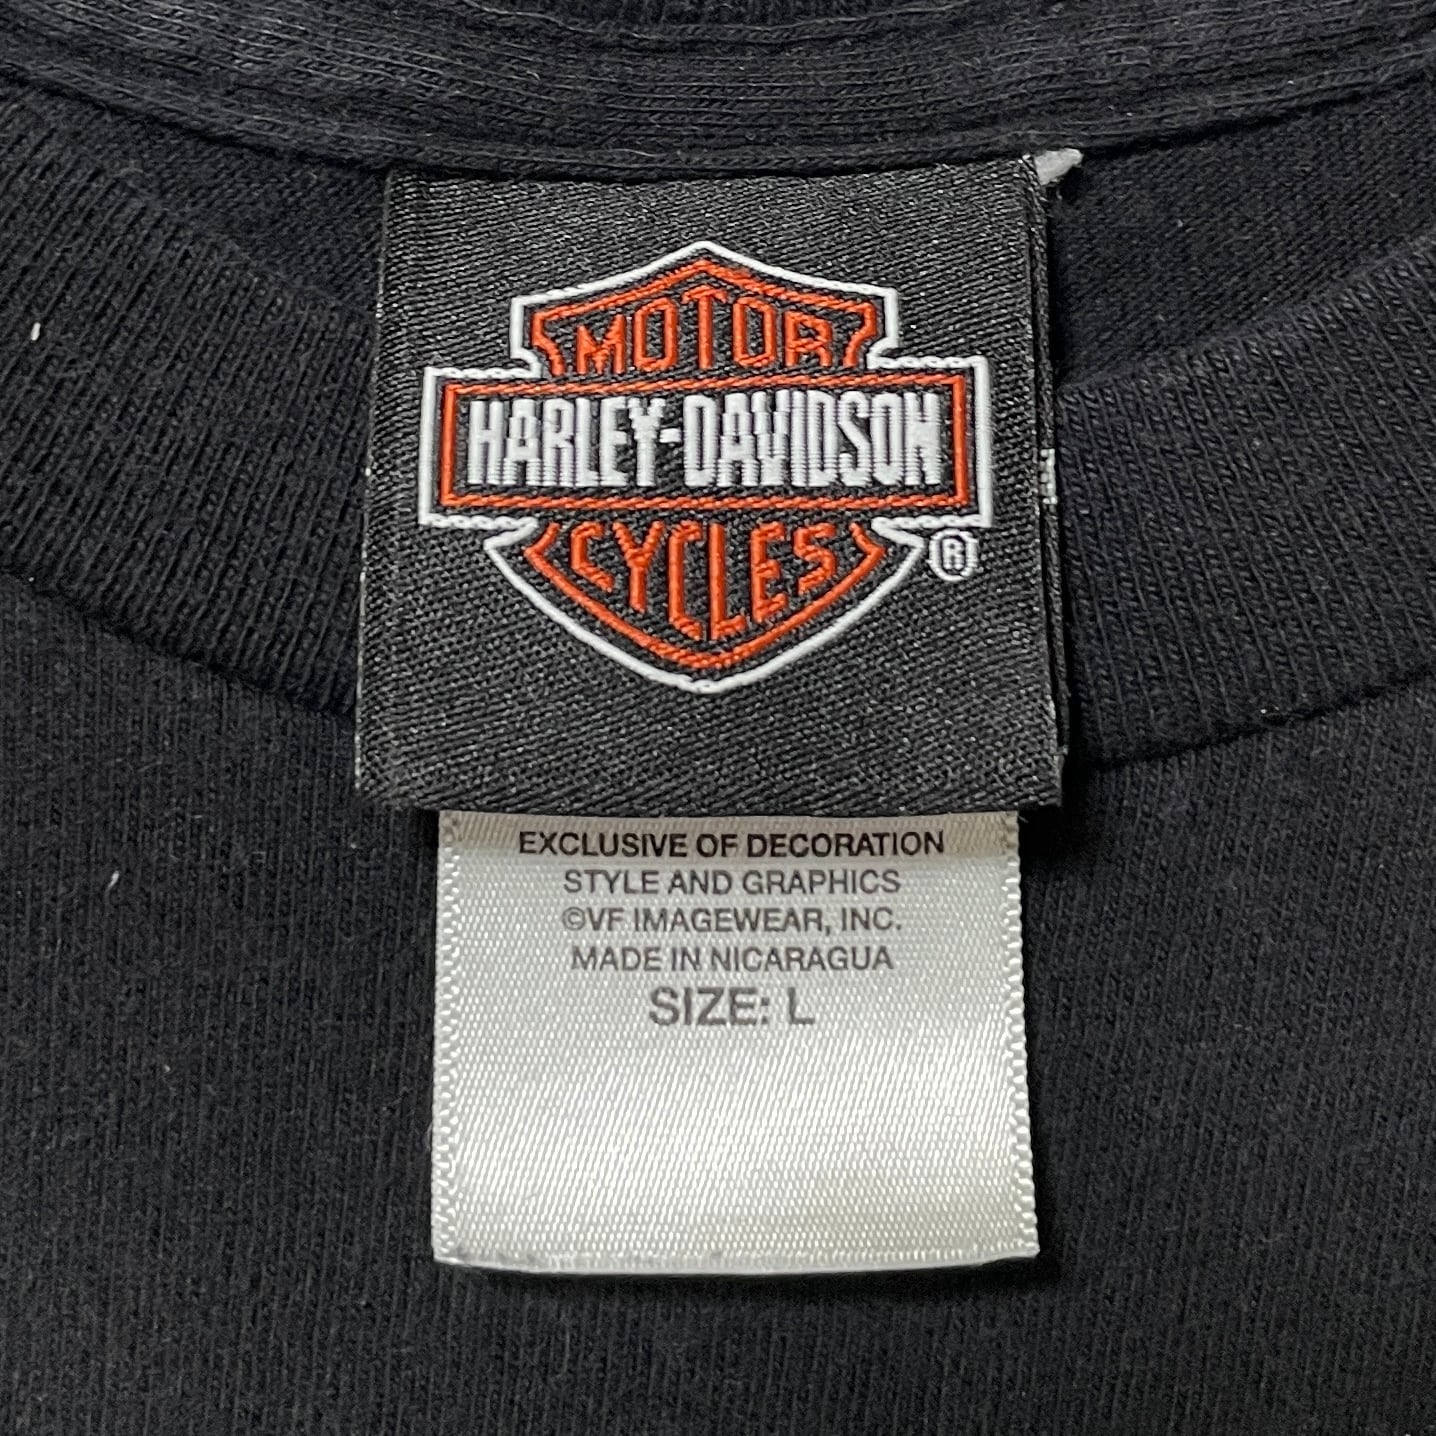 MOTOR
HARLEY-DAVIDSON
CYCLES
®
EXCLUSIVE OF DECORATION
STYLE AND GRAPHICS
©VF IMAGEWEAR, INC.
MADE IN NICARAGUA
SIZE: L